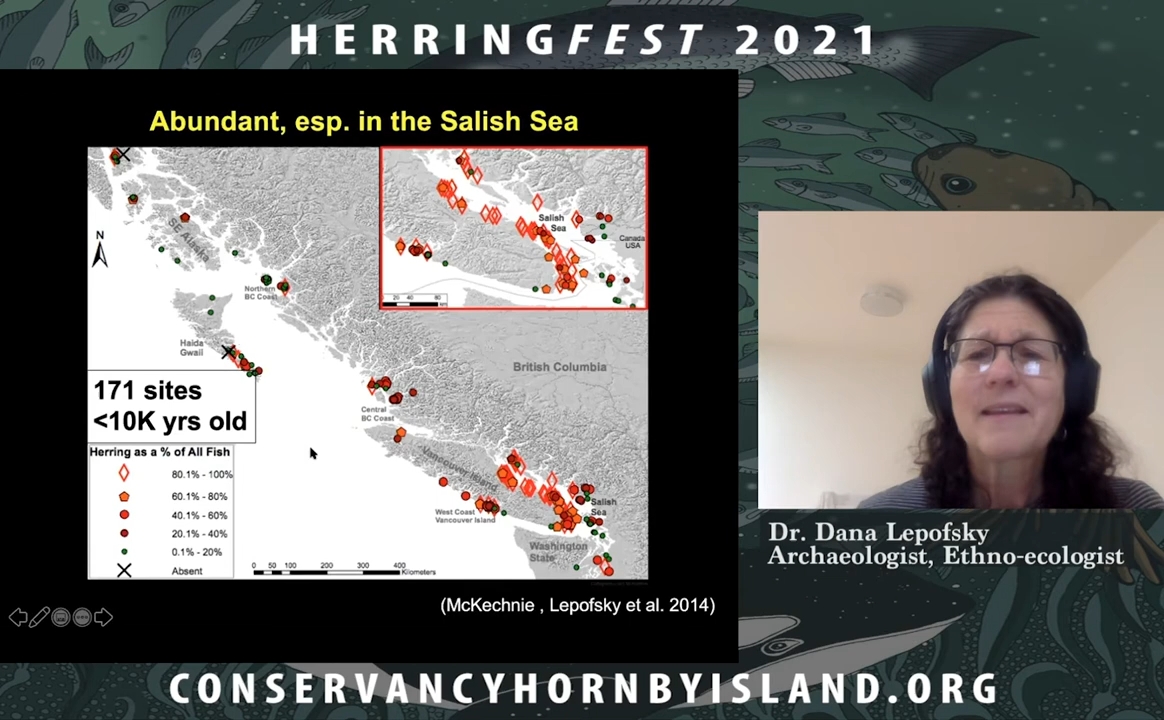 HERRINGFEST 2021
Abundant, esp. in the Salish Sea
N
SE Alaska
Northern
BC Coast
Haida
Gwaii
171 sites
<10K yrs old
Herring as a % of All Fish
80.1% - 100%
60.1% - 80%
40.1% - 60%
20.1% - 40%
0.1% - 20%
Absent
Salish
Sea
Canada
USA
20 40 80
British Columbia
Central
BC Coast
Vancouver Island
West Coast
Vancouver Island
Salish
Sea
Washington
State
0 50 100 200 300 400
Kilometers
(McKechnie , Lepofsky et al. 2014)
Dr. Dana Lepofsky
Archaeologist, Ethno-ecologist
CONSERVANCYHORNBYISLAND.ORG